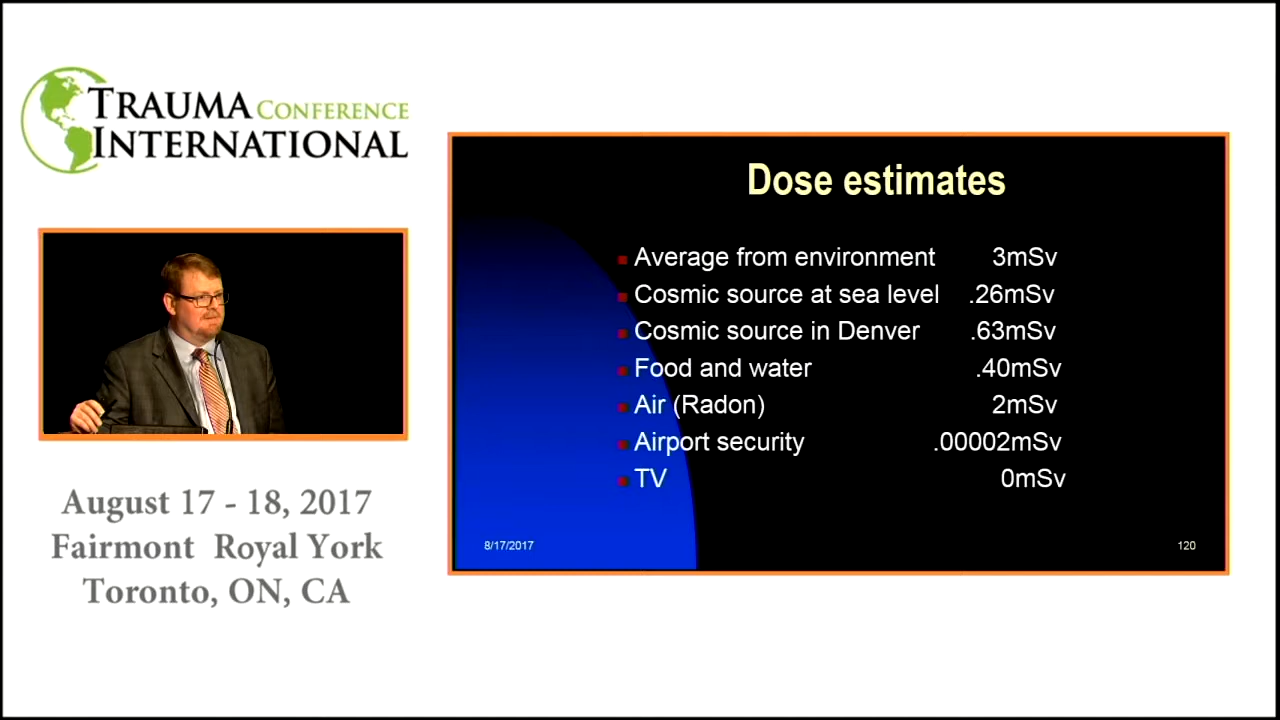 TRAUMA CONFERENCE
INTERNATIONAL
August 17 - 18, 2017
Fairmont Royal York
Toronto, ON, CA
Dose estimates
Average from environment 3mSv
Cosmic source at sea level .26mSv
Cosmic source in Denver .63mSv
Food and water .40mSv
Air (Radon) 2mSv
Airport security .00002mSv
TV 0mSv
8/17/2017 120